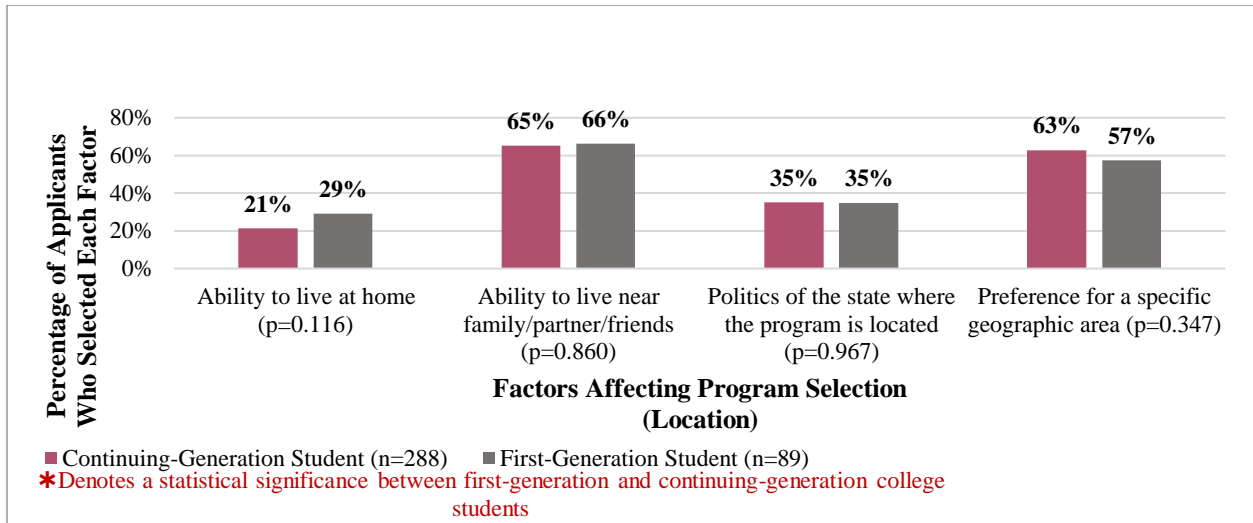 Percentage of Applicants
Who Selected Each Factor
80%
60%
40%
20%
0%
21%
29%
65%
66%
35%
35%
63%
57%
Ability to live at home
(p=0.116)
Ability to live near
family/partner/friends
(p=0.860)
Politics of the state where
the program is located
(p=0.967)
Preference for a specific
geographic area (p=0.347)
Factors Affecting Program Selection
(Location)
Continuing-Generation Student (n=288)
First-Generation Student (n=89)
*Denotes a statistical significance between first-generation and continuing-generation college
students